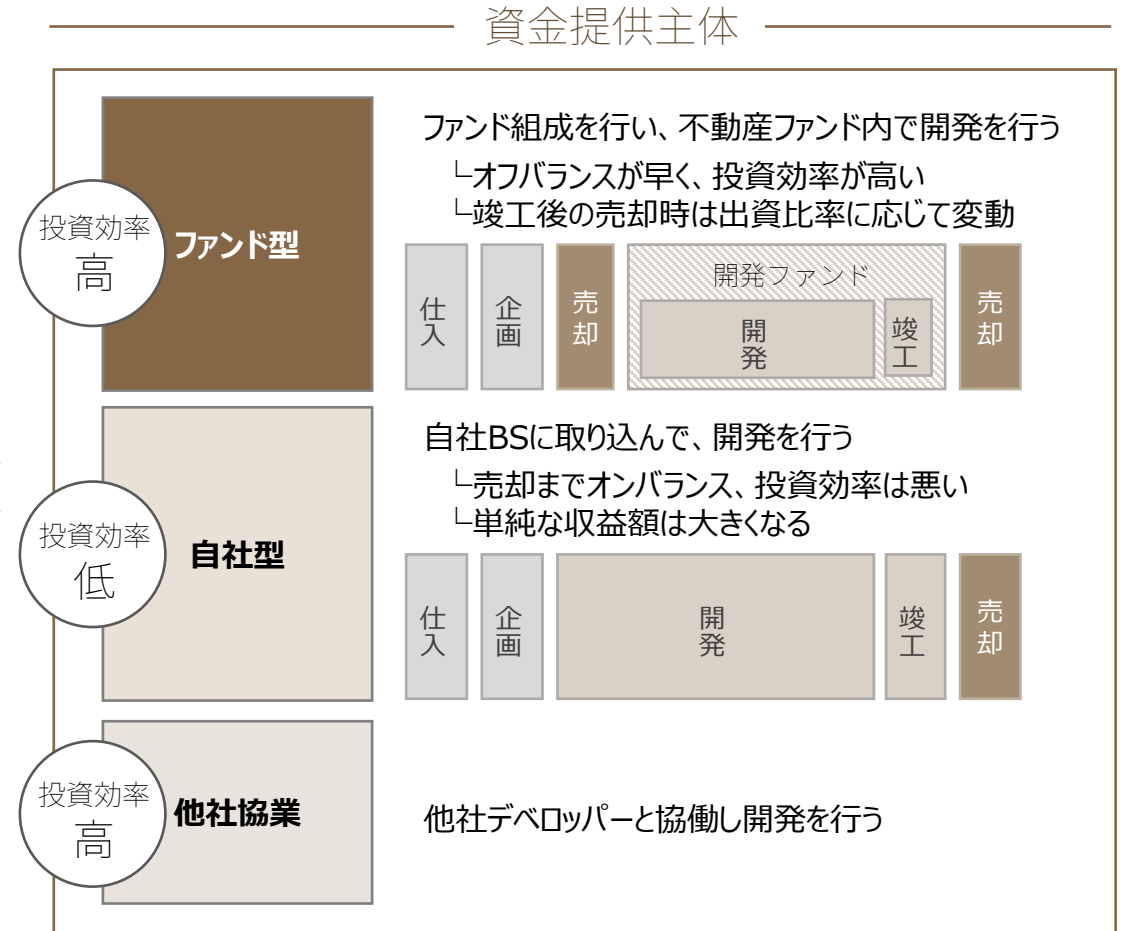 資金提供主体
投資効率
高
ファンド型
ファンド組成を行い、不動産ファンド内で開発を行う
└オフバランスが早く、投資効率が高い
└竣工後の売却時は出資比率に応じて変動
仕入
企画
売却
開発ファンド
開発
竣工
売却
投資効率
低
自社型
自社BSに取り込んで、開発を行う
└売却までオンバランス、投資効率は悪い
└単純な収益額は大きくなる
仕入
企画
開発
竣工
売却
投資効率
高
他社協業
他社デベロッパーと協働し開発を行う